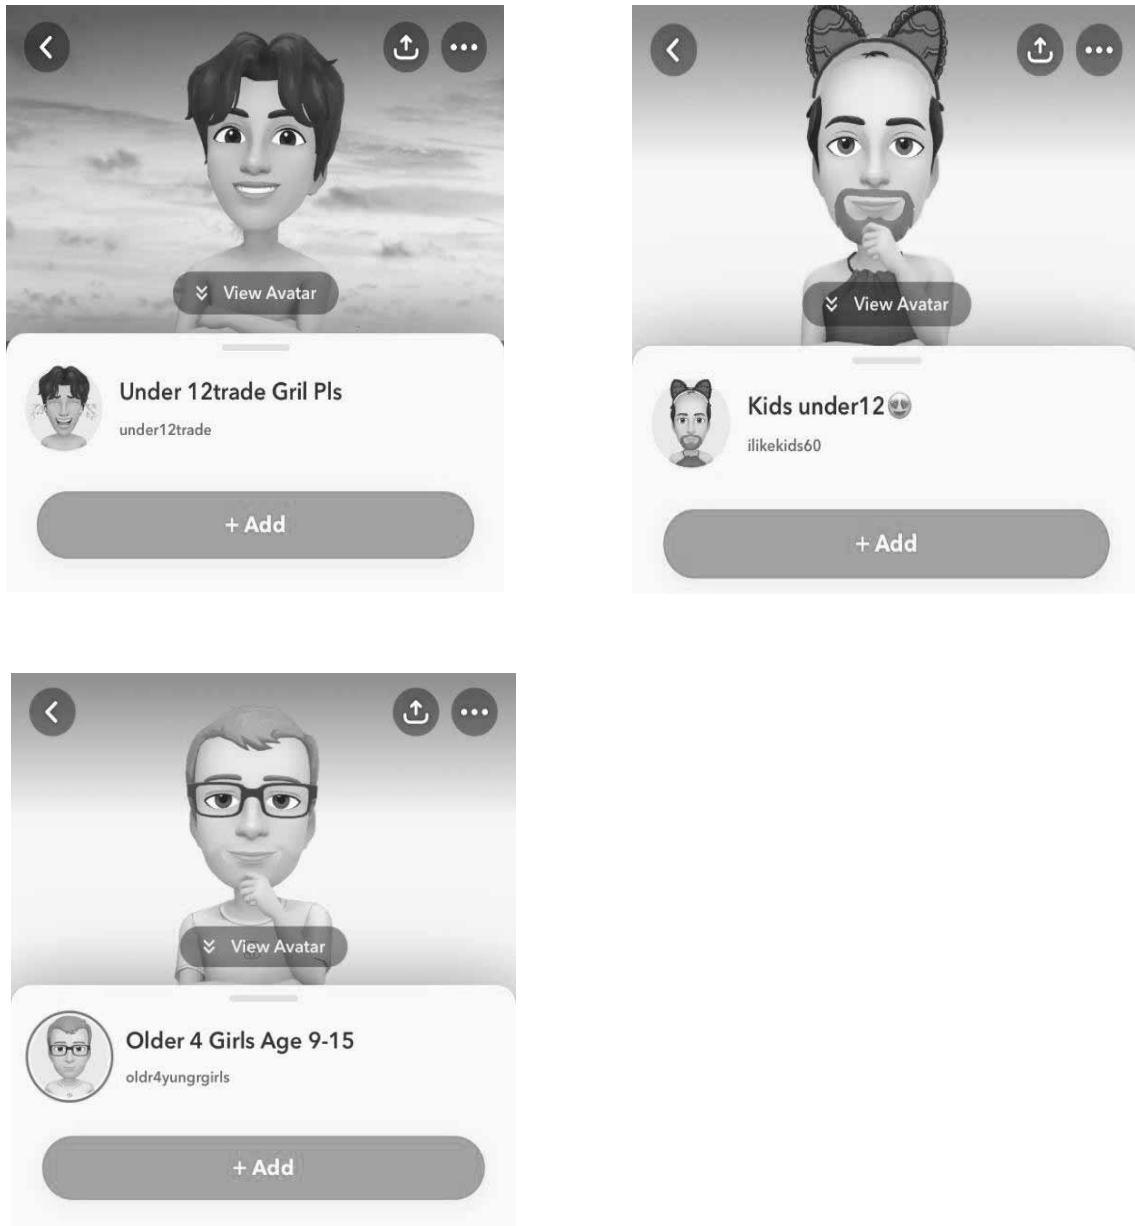 View Avatar
Under 12trade Gril Pls
under12trade
+ Add
View Avatar
Kids under12😍
ilikekids60
+ Add
View Avatar
Older 4 Girls Age 9-15
oldr4yungrgirls
+ Add